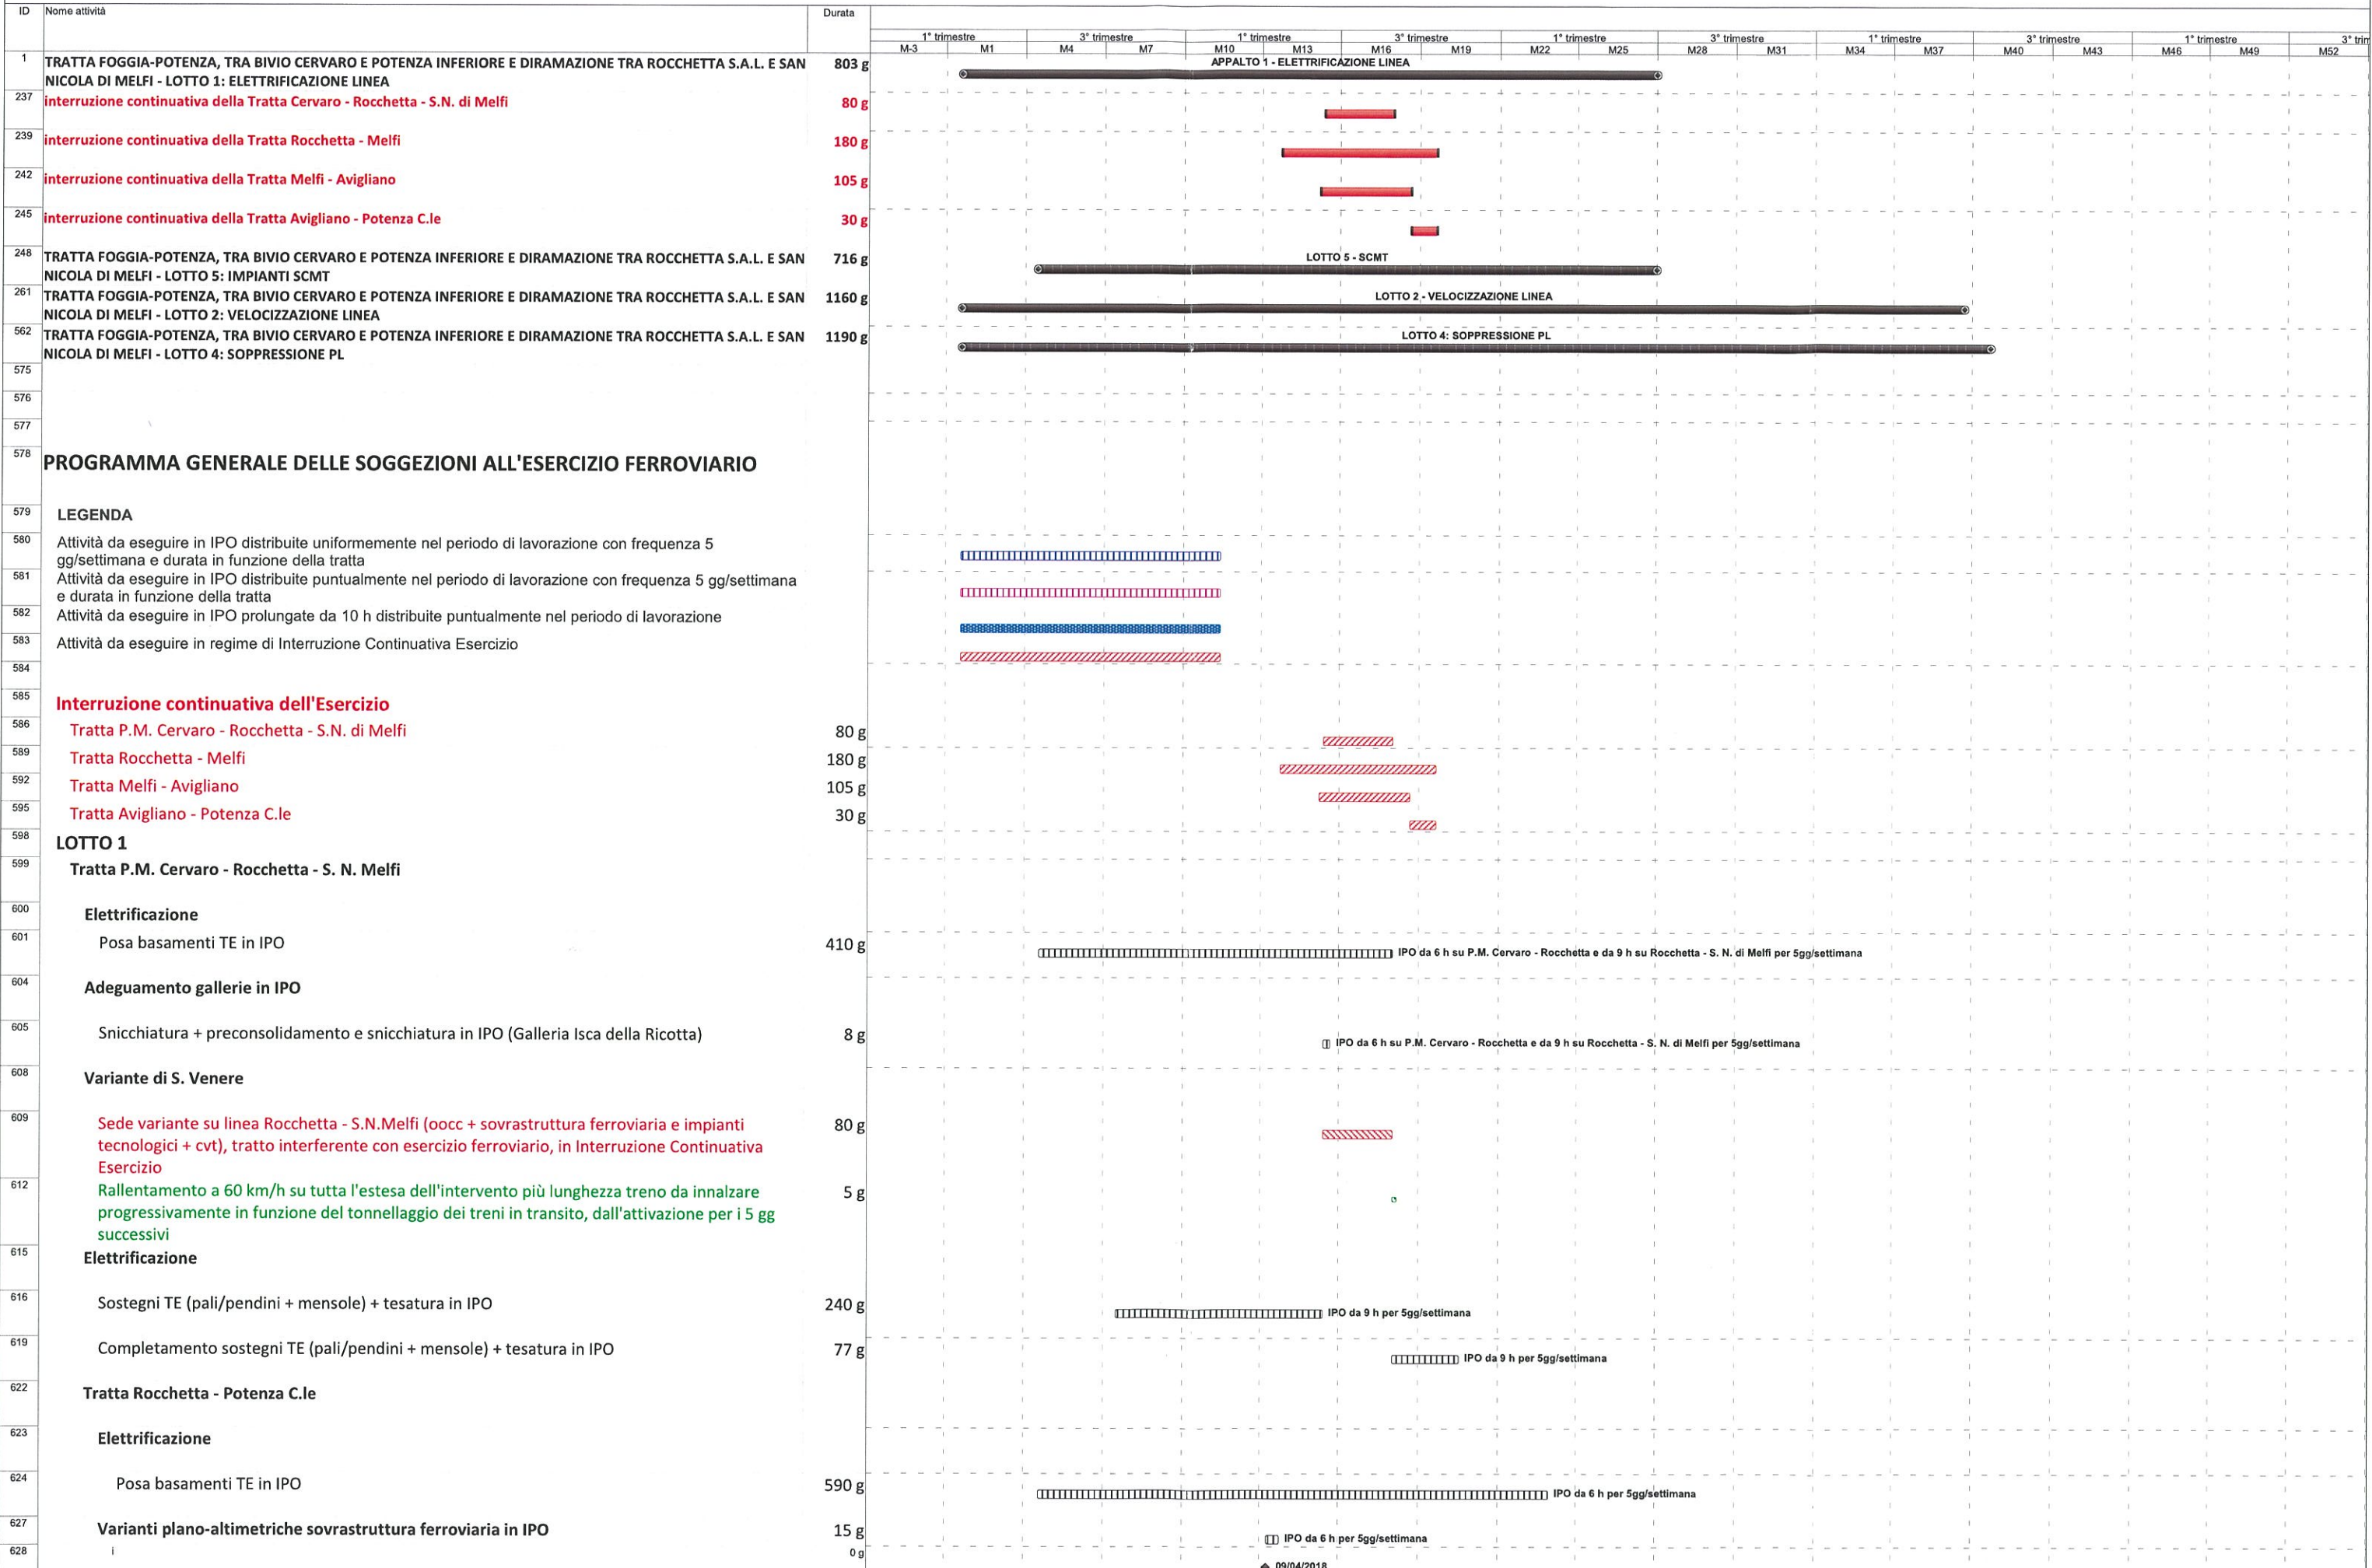 ID Nome attività Durata
1° trimestre 3° trimestre 1° trimestre 3° trimestre 1° trimestre 3° trimestre 1° trimestre 3° trimestre 1° trimestre 3° trim
M-3 M1 M4 M7 M10 M13 M16 M19 M22 M25 M28 M31 M34 M37 M40 M43 M46 M49 M52
1 TRATTA FOGGIA-POTENZA, TRA BIVIO CERVARO E POTENZA INFERIORE E DIRAMAZIONE TRA ROCCHETTA S.A.L. E SAN 803 g APPALTO 1 - ELETTRIFICAZIONE LINEA
NICOLA DI MELFI - LOTTO 1: ELETTRIFICAZIONE LINEA
237 interruzione continuativa della Tratta Cervaro - Rocchetta - S.N. di Melfi 80 g
239 interruzione continuativa della Tratta Rocchetta - Melfi 180 g
242 interruzione continuativa della Tratta Melfi - Avigliano 105 g
245 interruzione continuativa della Tratta Avigliano - Potenza C.le 30 g
248 TRATTA FOGGIA-POTENZA, TRA BIVIO CERVARO E POTENZA INFERIORE E DIRAMAZIONE TRA ROCCHETTA S.A.L. E SAN 716 g LOTTO 5 - SCMT
NICOLA DI MELFI - LOTTO 5: IMPIANTI SCMT
261 TRATTA FOGGIA-POTENZA, TRA BIVIO CERVARO E POTENZA INFERIORE E DIRAMAZIONE TRA ROCCHETTA S.A.L. E SAN 1160 g LOTTO 2 - VELOCIZZAZIONE LINEA
NICOLA DI MELFI - LOTTO 2: VELOCIZZAZIONE LINEA
562 TRATTA FOGGIA-POTENZA, TRA BIVIO CERVARO E POTENZA INFERIORE E DIRAMAZIONE TRA ROCCHETTA S.A.L. E SAN 1190 g LOTTO 4: SOPPRESSIONE PL
NICOLA DI MELFI - LOTTO 4: SOPPRESSIONE PL
575
576
577
578 PROGRAMMA GENERALE DELLE SOGGEZIONI ALL'ESERCIZIO FERROVIARIO
579 LEGENDA
580 Attività da eseguire in IPO distribuite uniformemente nel periodo di lavorazione con frequenza 5
gg/settimana e durata in funzione della tratta
581 Attività da eseguire in IPO distribuite puntualmente nel periodo di lavorazione con frequenza 5 gg/settimana
e durata in funzione della tratta
582 Attività da eseguire in IPO prolungate da 10 h distribuite puntualmente nel periodo di lavorazione
583 Attività da eseguire in regime di Interruzione Continuativa Esercizio
584
585 Interruzione continuativa dell'Esercizio
586 Tratta P.M. Cervaro - Rocchetta - S.N. di Melfi 80 g
589 Tratta Rocchetta - Melfi 180 g
592 Tratta Melfi - Avigliano 105 g
595 Tratta Avigliano - Potenza C.le 30 g
598 LOTTO 1
599 Tratta P.M. Cervaro - Rocchetta - S. N. Melfi
600 Elettrificazione
601 Posa basamenti TE in IPO 410 g IPO da 6 h su P.M. Cervaro - Rocchetta e da 9 h su Rocchetta - S. N. di Melfi per 5gg/settimana
604 Adeguamento gallerie in IPO
605 Snicchiatura + preconsolidamento e snicchiatura in IPO (Galleria Isca della Ricotta) 8 g IPO da 6 h su P.M. Cervaro - Rocchetta e da 9 h su Rocchetta - S. N. di Melfi per 5gg/settimana
608 Variante di S. Venere
609 Sede variante su linea Rocchetta - S.N.Melfi (oocc + sovrastruttura ferroviaria e impianti 80 g
tecnologici + cvt), tratto interferente con esercizio ferroviario, in Interruzione Continuativa
Esercizio
612 Rallentamento a 60 km/h su tutta l'estesa dell'intervento più lunghezza treno da innalzare 5 g
progressivamente in funzione del tonnellaggio dei treni in transito, dall'attivazione per i 5 gg
successivi
615 Elettrificazione
616 Sostegni TE (pali/pendini + mensole) + tesatura in IPO 240 g IPO da 9 h per 5gg/settimana
619 Completamento sostegni TE (pali/pendini + mensole) + tesatura in IPO 77 g IPO da 9 h per 5gg/settimana
622 Tratta Rocchetta - Potenza C.le
623 Elettrificazione
624 Posa basamenti TE in IPO 590 g IPO da 6 h per 5gg/settimana
627 Varianti plano-altimetriche sovrastruttura ferroviaria in IPO 15 g IPO da 6 h per 5gg/settimana
628 i 0 g
09/04/2018